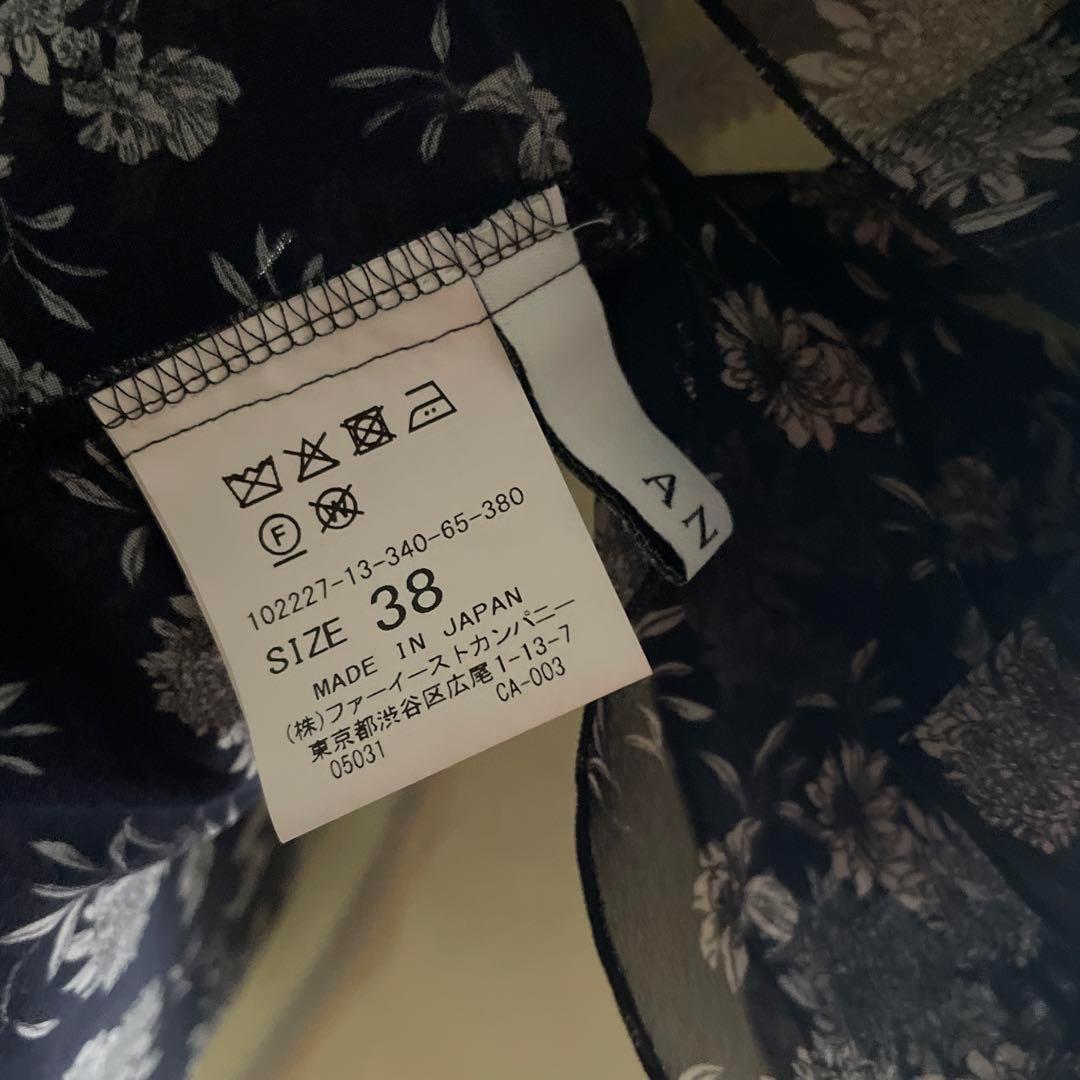 F
W
102227-13-340-65-380
SIZE 38
MADE IN JAPAN
(株)ファーイーストカンパニー
東京都渋谷区広尾1-13-7
CA-003
05031
AZ